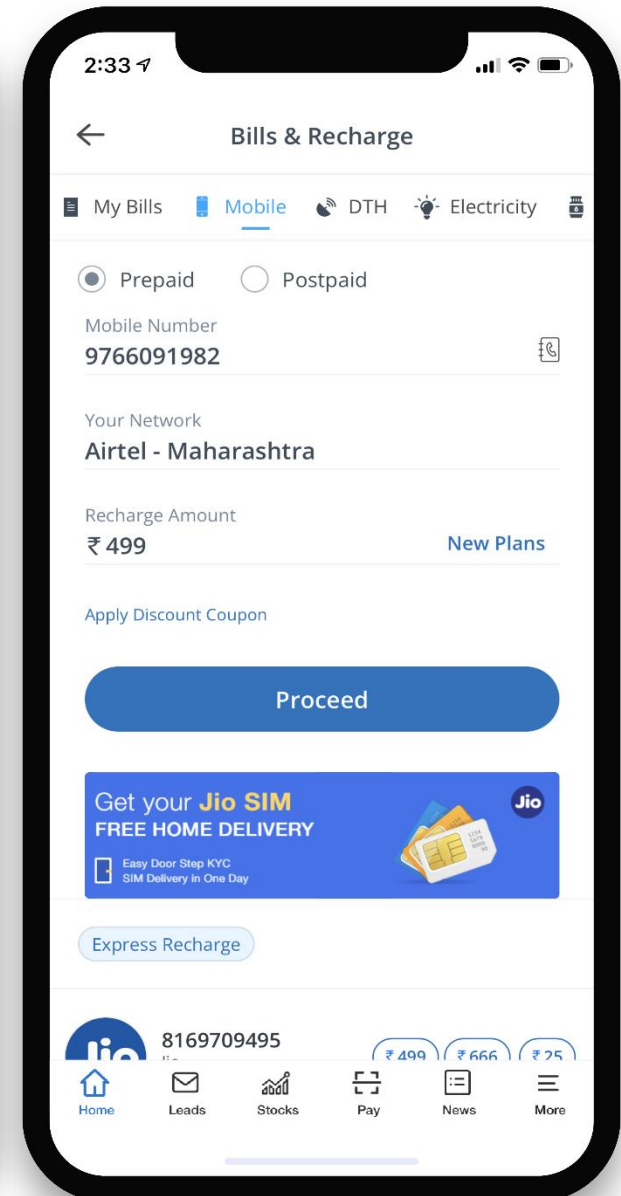 2:33
Bills & Recharge
My Bills Mobile DTH Electricity
Prepaid Postpaid
Mobile Number
9766091982
Your Network
Airtel - Maharashtra
Recharge Amount
₹ 499 New Plans
Apply Discount Coupon
Proceed
Get your Jio SIM
FREE HOME DELIVERY
Jio
Easy Door Step KYC
SIM Delivery in One Day
Express Recharge
Jio 8169709495
₹ 499 ₹ 666 ₹ 25
Home Leads Stocks Pay News More